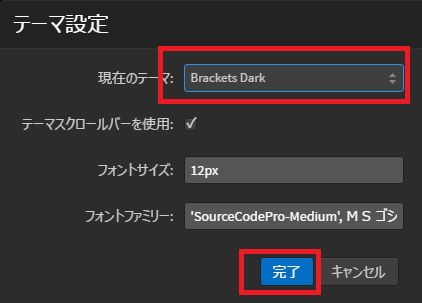 テーマ設定
現在のテーマ: Brackets Dark
テーマスクロールバーを使用:
フォントサイズ: 12px
フォントファミリー: 'SourceCodePro-Medium', ＭＳ ゴシ
完了 キャンセル